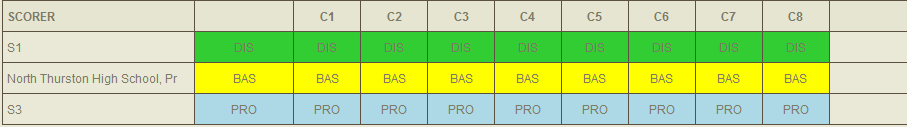 SCORER C1 C2 C3 C4 C5 C6 C7 C8
S1 DIS DIS DIS DIS DIS DIS DIS DIS DIS
North Thurston High School, Pr BAS BAS BAS BAS BAS BAS BAS BAS BAS
S3 PRO PRO PRO PRO PRO PRO PRO PRO PRO